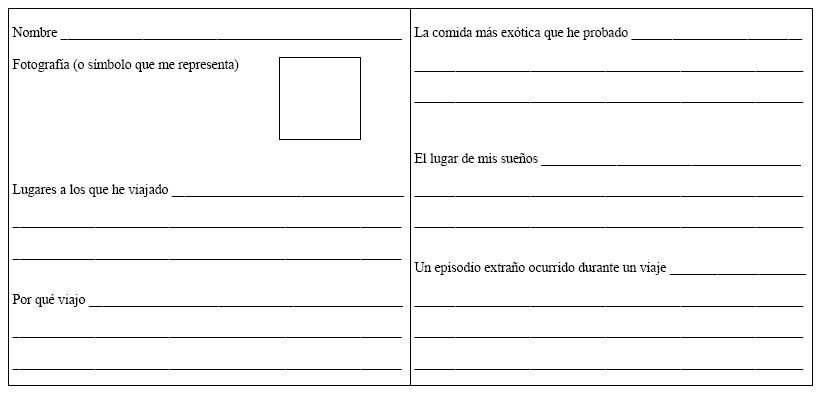 Nombre
Fotografía (o símbolo que me representa)
Lugares a los que he viajado
Por qué viajo
La comida más exótica que he probado
El lugar de mis sueños
Un episodio extraño ocurrido durante un viaje